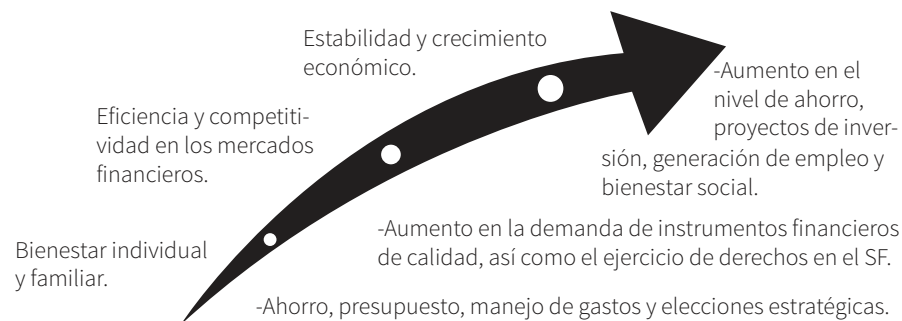 Estabilidad y crecimiento
económico.
-Aumento en el
nivel de ahorro,
proyectos de inver-
sión, generación de empleo y
bienestar social.
Eficiencia y competiti-
vidad en los mercados
financieros.
-Aumento en la demanda de instrumentos financieros
de calidad, así como el ejercicio de derechos en el SF.
Bienestar individual
y familiar.
-Ahorro, presupuesto, manejo de gastos y elecciones estratégicas.